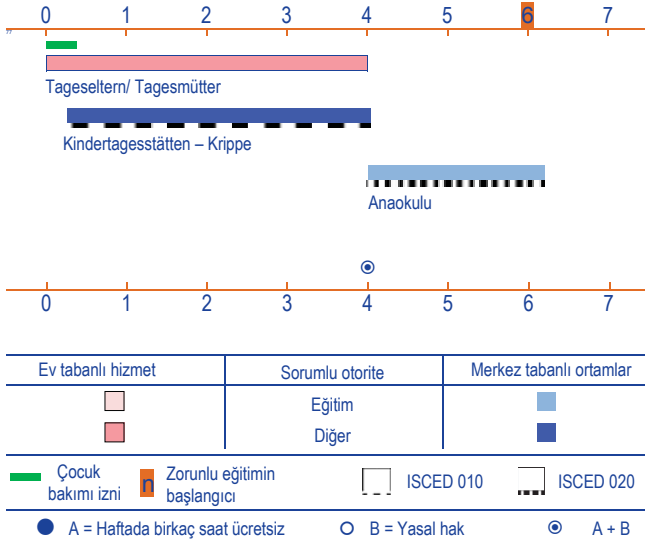 0 1 2 3 4 5 6 7
Tageseltern/ Tagesmütter
Kindertagesstätten – Krippe
Anaokulu
0 1 2 3 4 5 6 7
Ev tabanlı hizmet Sorumlu otorite Merkez tabanlı ortamlar
Eğitim
Diğer
Çocuk bakımı izni n Zorunlu eğitimin başlangıcı ISCED 010 ISCED 020
A = Haftada birkaç saat ücretsiz B = Yasal hak A + B